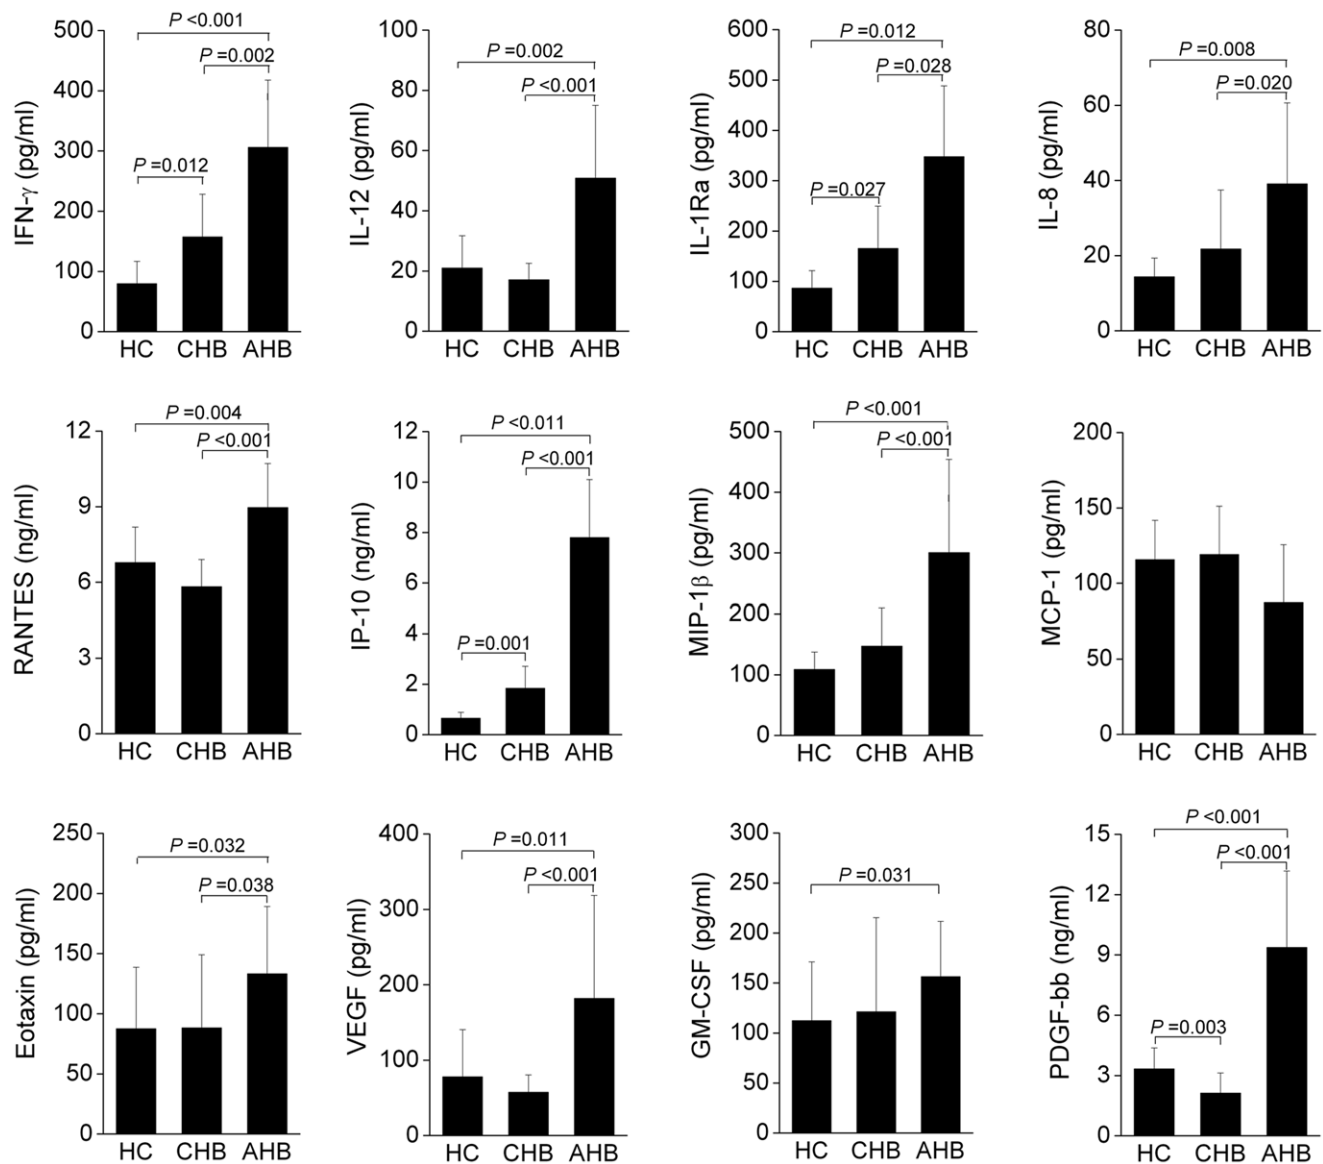 P <0.001
P =0.002
P =0.012
IFN-γ (pg/ml)
500
400
300
200
100
0
HC CHB AHB
P =0.002
P <0.001
IL-12 (pg/ml)
100
80
60
40
20
0
HC CHB AHB
P =0.012
P =0.028
P =0.027
IL-1Ra (pg/ml)
600
500
400
300
200
100
0
HC CHB AHB
P =0.008
P =0.020
IL-8 (pg/ml)
80
60
40
20
0
HC CHB AHB
P =0.004
P <0.001
RANTES (ng/ml)
12
9
6
3
0
HC CHB AHB
P <0.011
P <0.001
P =0.001
IP-10 (ng/ml)
12
10
8
6
4
2
0
HC CHB AHB
P <0.001
P <0.001
MIP-1β (pg/ml)
500
400
300
200
100
0
HC CHB AHB
MCP-1 (pg/ml)
200
150
100
50
0
HC CHB AHB
P =0.032
P =0.038
Eotaxin (pg/ml)
250
200
150
100
50
0
HC CHB AHB
P =0.011
P <0.001
VEGF (pg/ml)
400
300
200
100
0
HC CHB AHB
P =0.031
GM-CSF (pg/ml)
300
250
200
150
100
50
0
HC CHB AHB
P <0.001
P <0.001
P =0.003
PDGF-bb (ng/ml)
15
12
9
6
3
0
HC CHB AHB